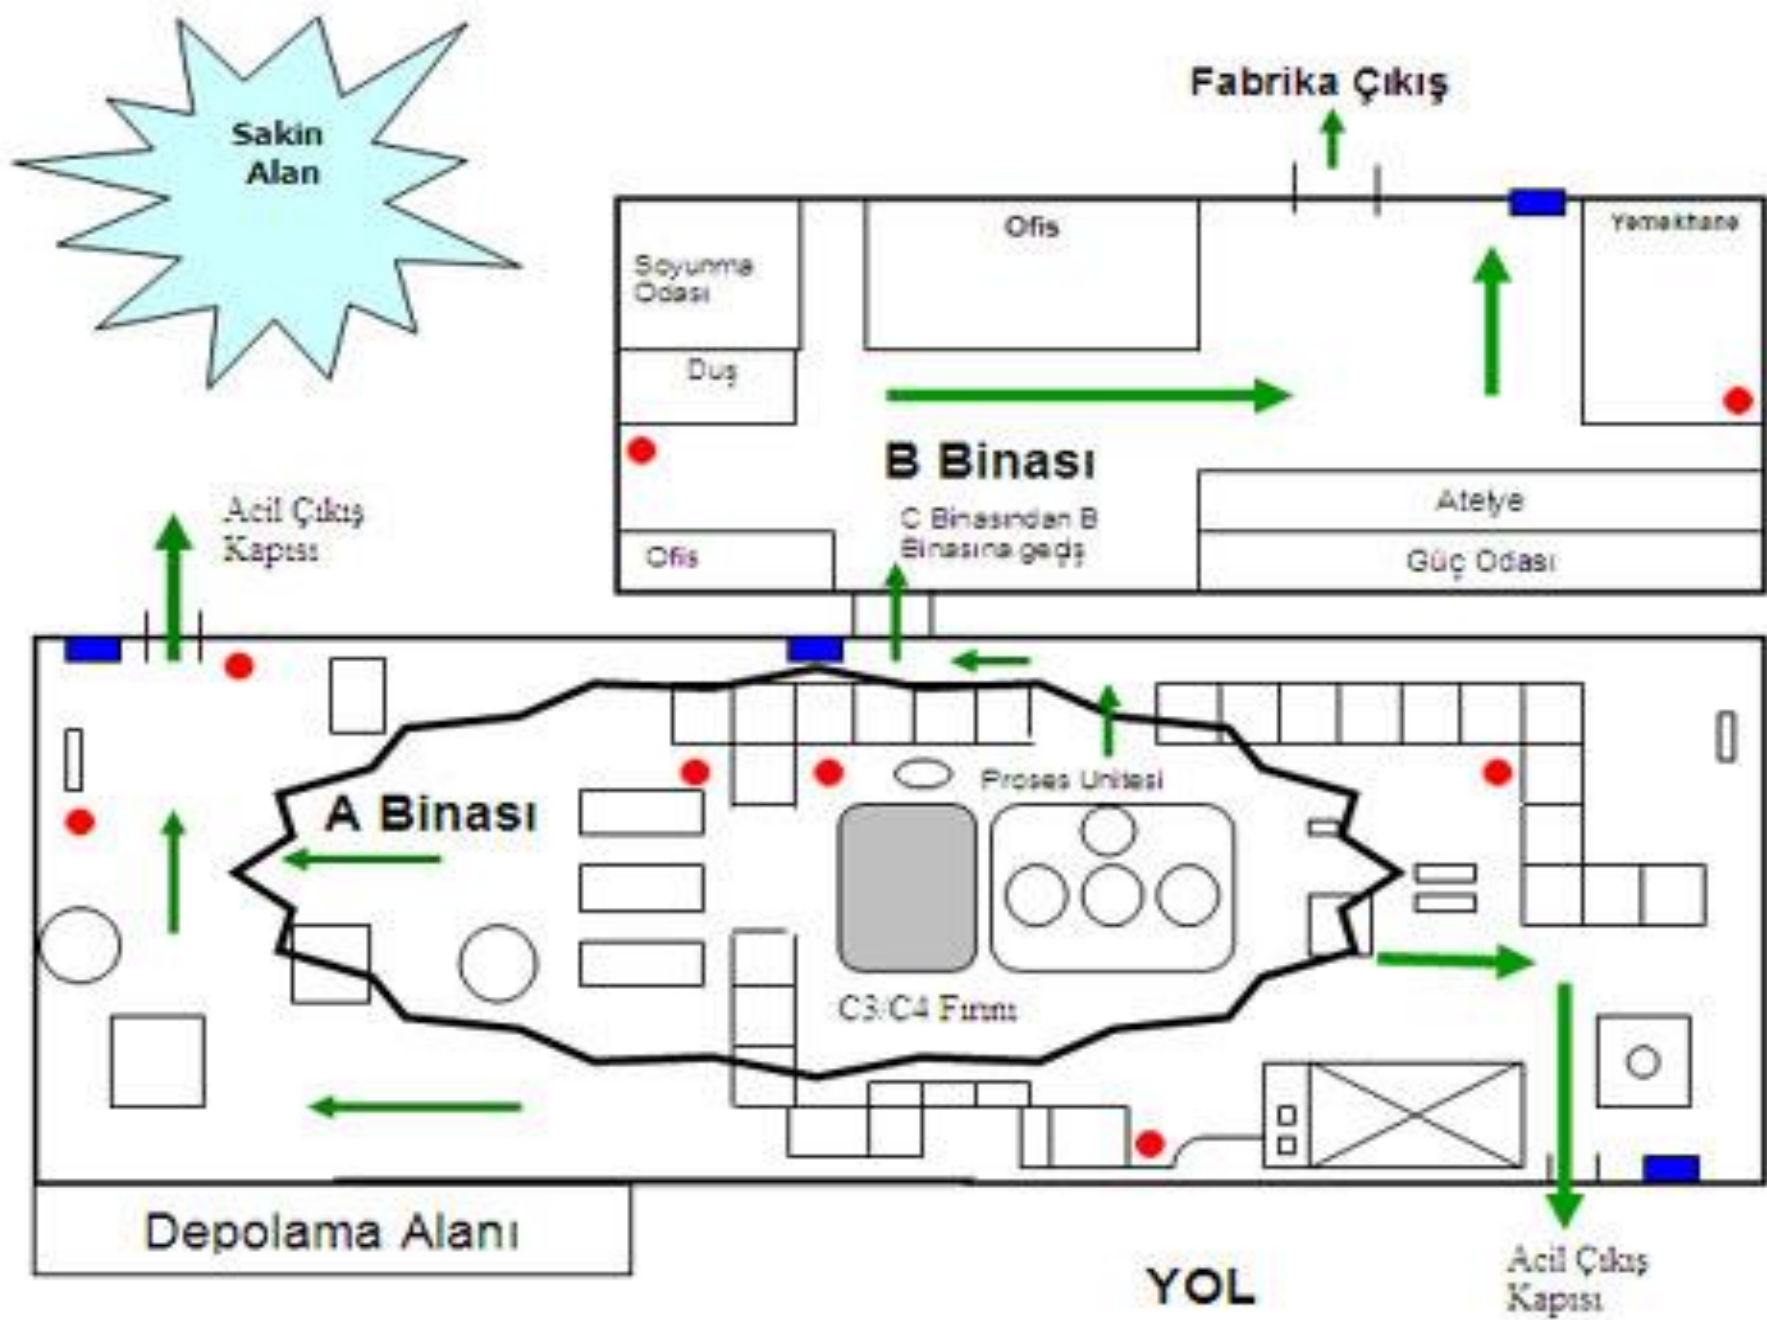 Sakin
Alan
Fabrika Çıkış
Ofis
Yemekhane
Soyunma
Odası
Duş
B Binası
C Binasından B
Binasına geçiş
Atelye
Güç Odası
Ofis
Acil Çıkış
Kapısı
Proses Unitesi
A Binası
C3/C4 Fırını
Depolama Alanı
YOL
Acil Çıkış
Kapısı